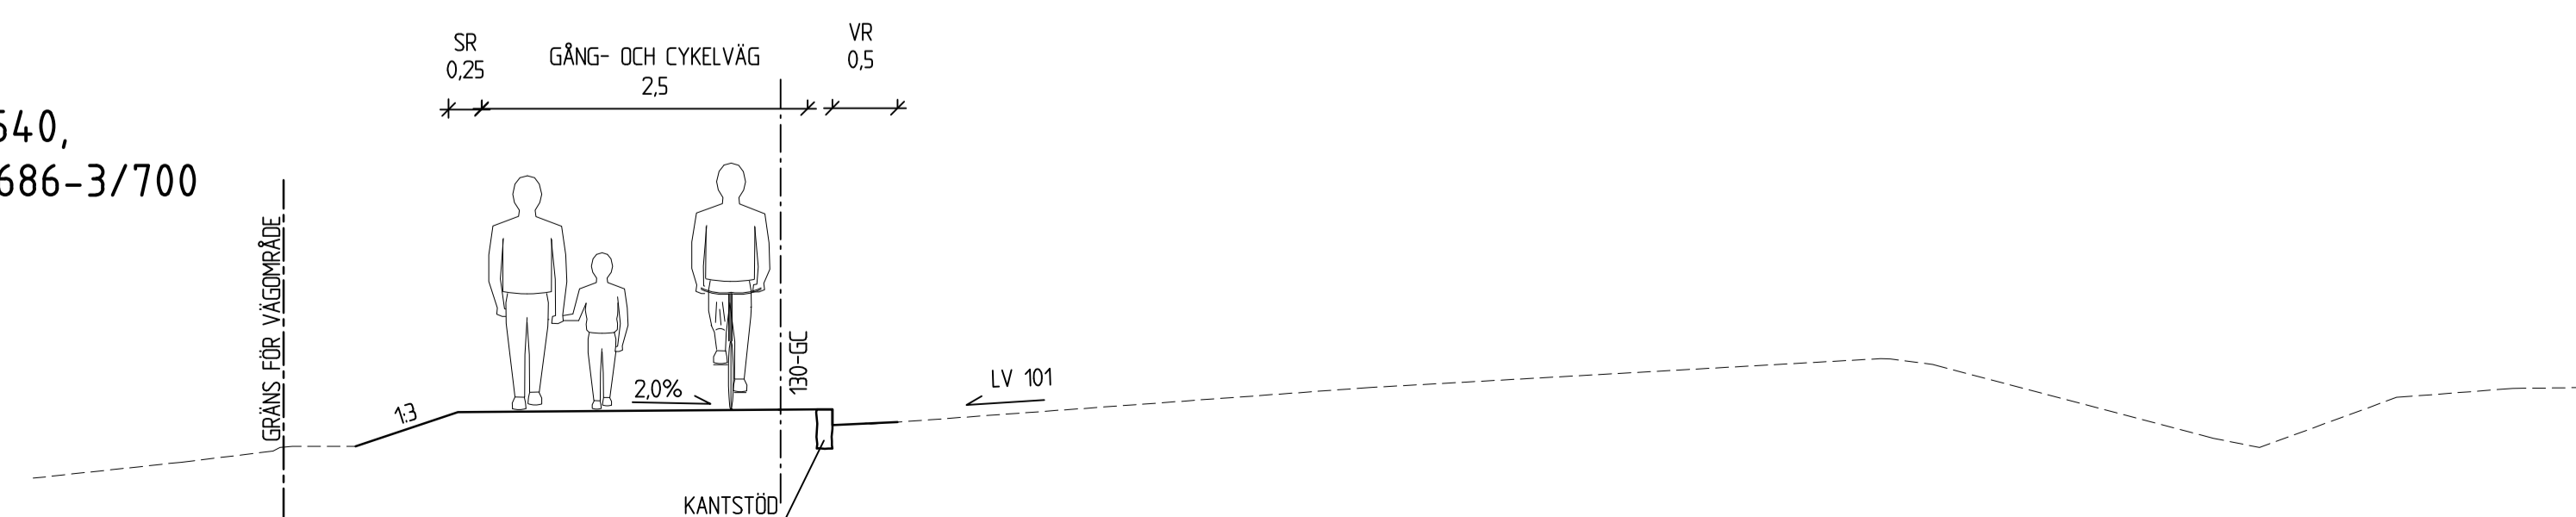 SR
0,25
GÅNG- OCH CYKELVÄG
2,5
VR
0,5
540,
686-3/700
GRÄNS FÖR VÄGOMRÅDE
1:3
2,0%
130-GC
LV 101
KANTSTÖD